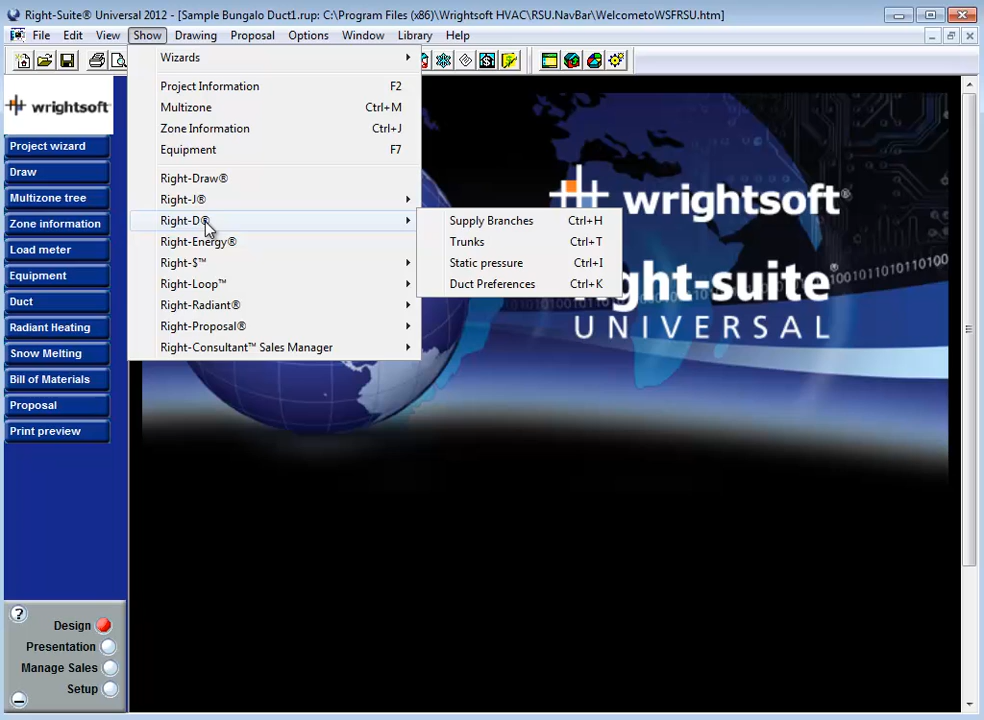 Right-Suite® Universal 2012 - [Sample Bungalo Duct1.rup: C:\Program Files (x86)\Wrightsoft HVAC\RSU.NavBar\WelcometoWSFRSU.htm]
File Edit View Show Drawing Proposal Options Window Library Help
wrightsoft
Project wizard
Draw
Multizone tree
Zone information
Load meter
Equipment
Duct
Radiant Heating
Snow Melting
Bill of Materials
Proposal
Print preview
?
Design
Presentation
Manage Sales
Setup
Wizards
Project Information F2
Multizone Ctrl+M
Zone Information Ctrl+J
Equipment F7
Right-Draw®
Right-J®
Right-D®
Right-Energy®
Right-$™
Right-Loop™
Right-Radiant®
Right-Proposal®
Right-Consultant™ Sales Manager
Supply Branches Ctrl+H
Trunks Ctrl+T
Static pressure Ctrl+I
Duct Preferences Ctrl+K
wrightsoft®
ght-suite®
UNIVERSAL